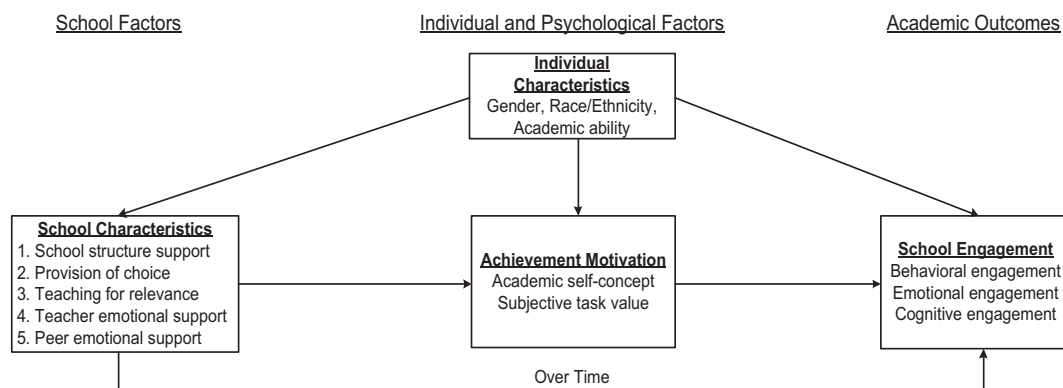 School Factors
Individual and Psychological Factors
Academic Outcomes
Individual
Characteristics
Gender, Race/Ethnicity,
Academic ability
School Characteristics
1. School structure support
2. Provision of choice
3. Teaching for relevance
4. Teacher emotional support
5. Peer emotional support
Achievement Motivation
Academic self-concept
Subjective task value
School Engagement
Behavioral engagement
Emotional engagement
Cognitive engagement
Over Time